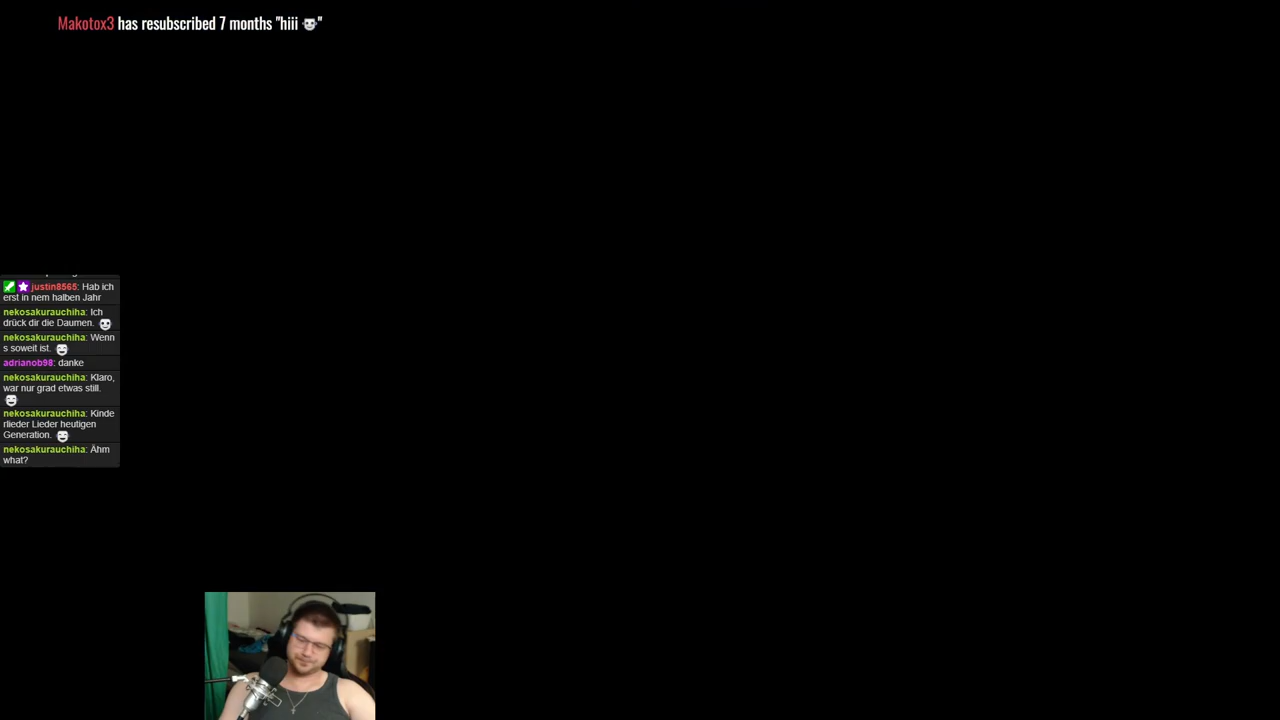 Makotox3 has resubscribed 7 months "hiii "
justin8565: Hab ich
erst in nem halben Jahr
nekosakurauchiha: Ich
drück dir die Daumen.
nekosakurauchiha: Wenn
s soweit ist.
adrianob98: danke
nekosakurauchiha: Klaro,
war nur grad etwas still.
nekosakurauchiha: Kinde
rlieder Lieder heutigen
Generation.
nekosakurauchiha: Ähm
what?